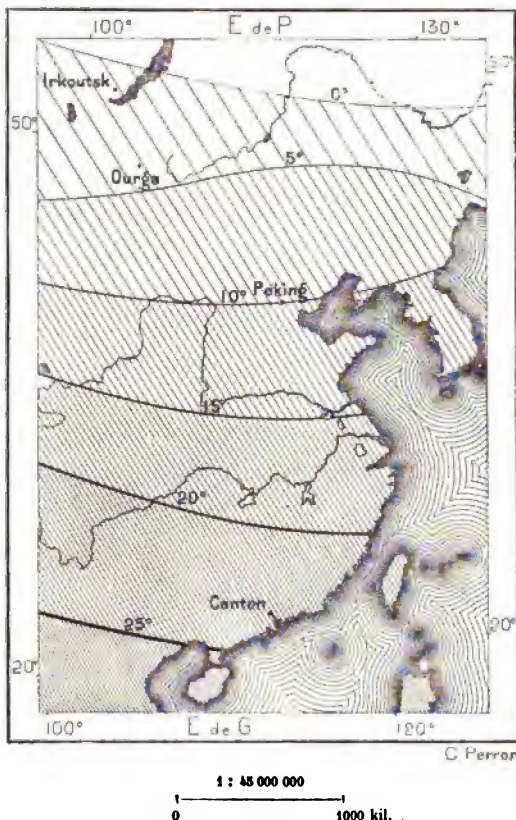 100° E de P 130°
Irkoutsk
0°
50°
5°
Ourga
10° Peking
15°
20°
Canton
25°
20° 20°
100° E de G 120°
C Perron
1 : 45 000 000
0 1000 kil.